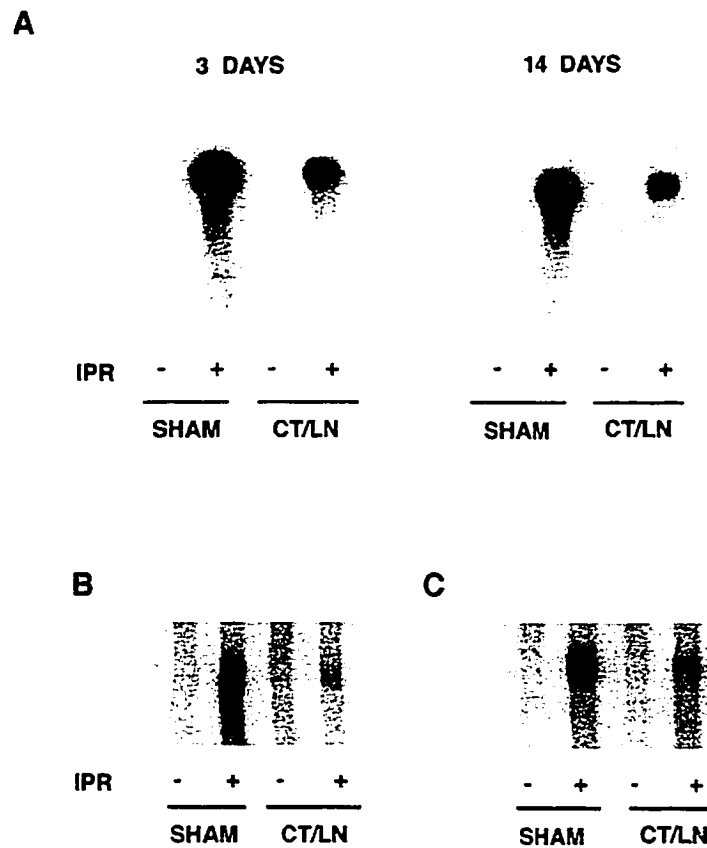 A
3 DAYS 14 DAYS
IPR - + - + - + - +
SHAM CT/LN SHAM CT/LN
B C
IPR - + - + - + - +
SHAM CT/LN SHAM CT/LN